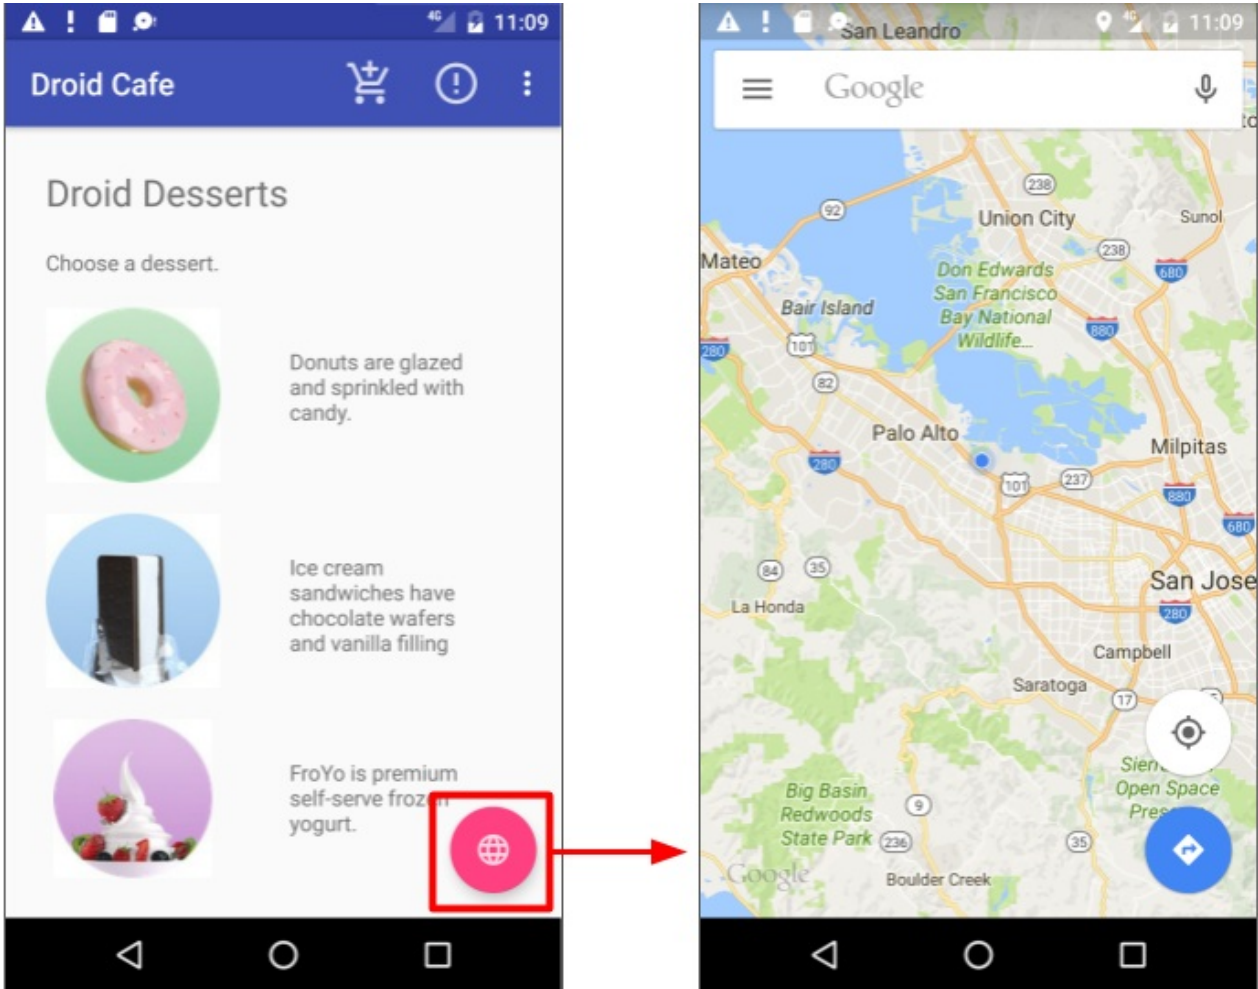 4G 11:09
Droid Cafe
Droid Desserts
Choose a dessert.
Donuts are glazed
and sprinkled with
candy.
Ice cream
sandwiches have
chocolate wafers
and vanilla filling
FroYo is premium
self-serve frozen
yogurt.
4G 11:09
San Leandro
Google
238
92
Union City
Sunol
238
Mateo
Don Edwards
San Francisco
Bay National
Wildlife...
680
Bair Island
880
101
280
82
Palo Alto
Milpitas
280
101
237
880
680
84
35
San Jose
La Honda
280
Campbell
Saratoga
17
Big Basin
Redwoods
State Park
9
Open Space
236
35
Google
Boulder Creek